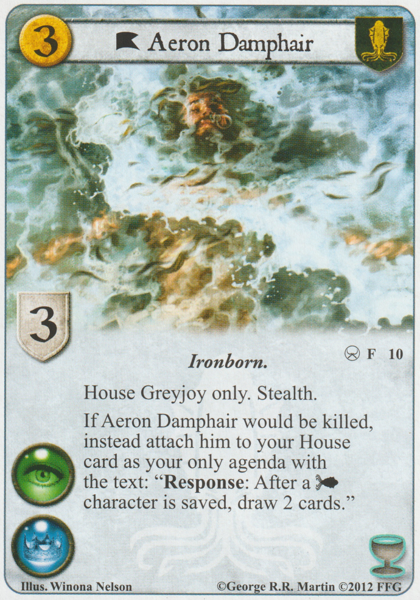 3 Aeron Damphair
3
Ironborn.
F 10
House Greyjoy only. Stealth.
If Aeron Damphair would be killed,
instead attach him to your House
card as your only agenda with
the text: “Response: After a
character is saved, draw 2 cards.”
Illus. Winona Nelson ©George R.R. Martin ©2012 FFG